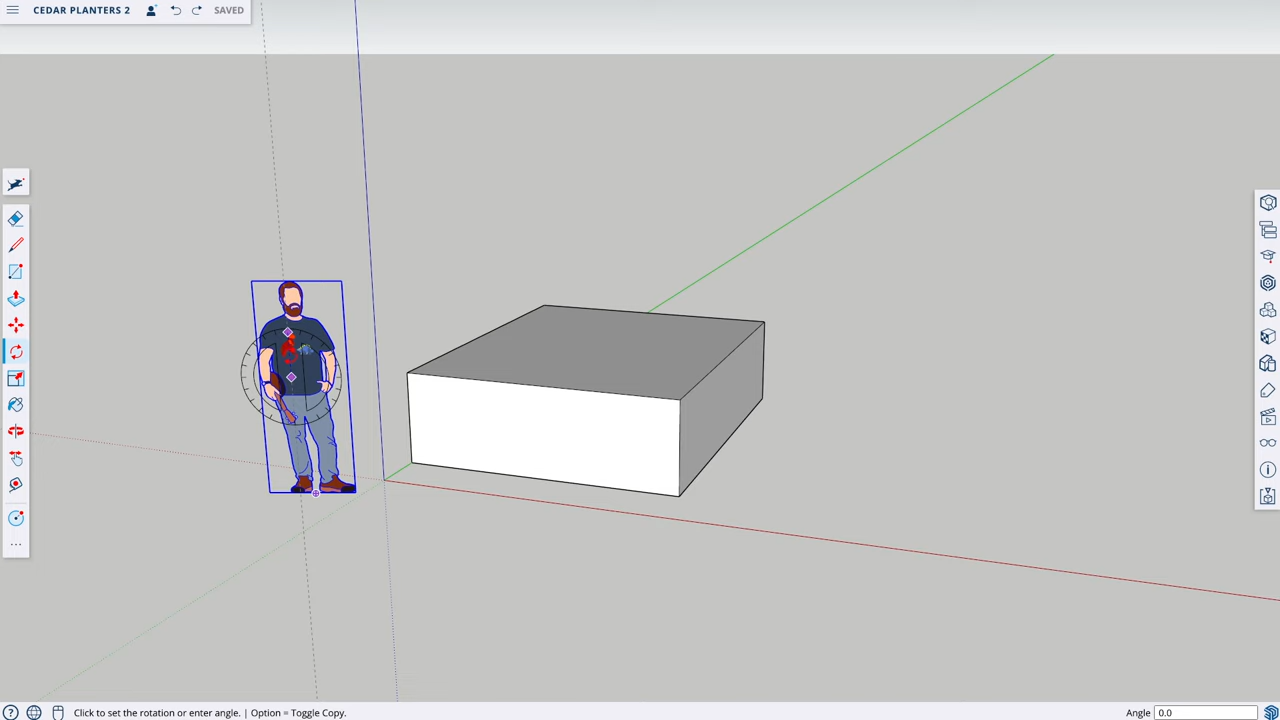 CEDAR PLANTERS 2
SAVED
Click to set the rotation or enter angle. | Option = Toggle Copy.
Angle 0.0